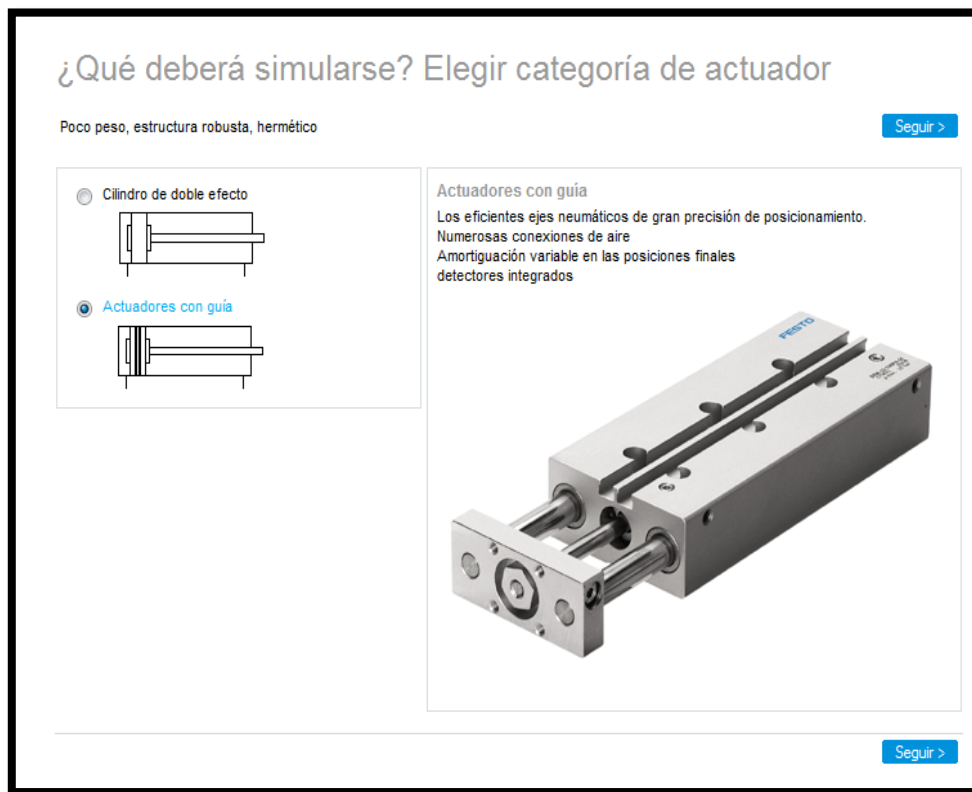 ¿Qué deberá simularse? Elegir categoría de actuador
Poco peso, estructura robusta, hermético
Seguir >
Cilindro de doble efecto
Actuadores con guía
Actuadores con guía
Los eficientes ejes neumáticos de gran precisión de posicionamiento.
Numerosas conexiones de aire
Amortiguación variable en las posiciones finales
detectores integrados
FESTO
Seguir >